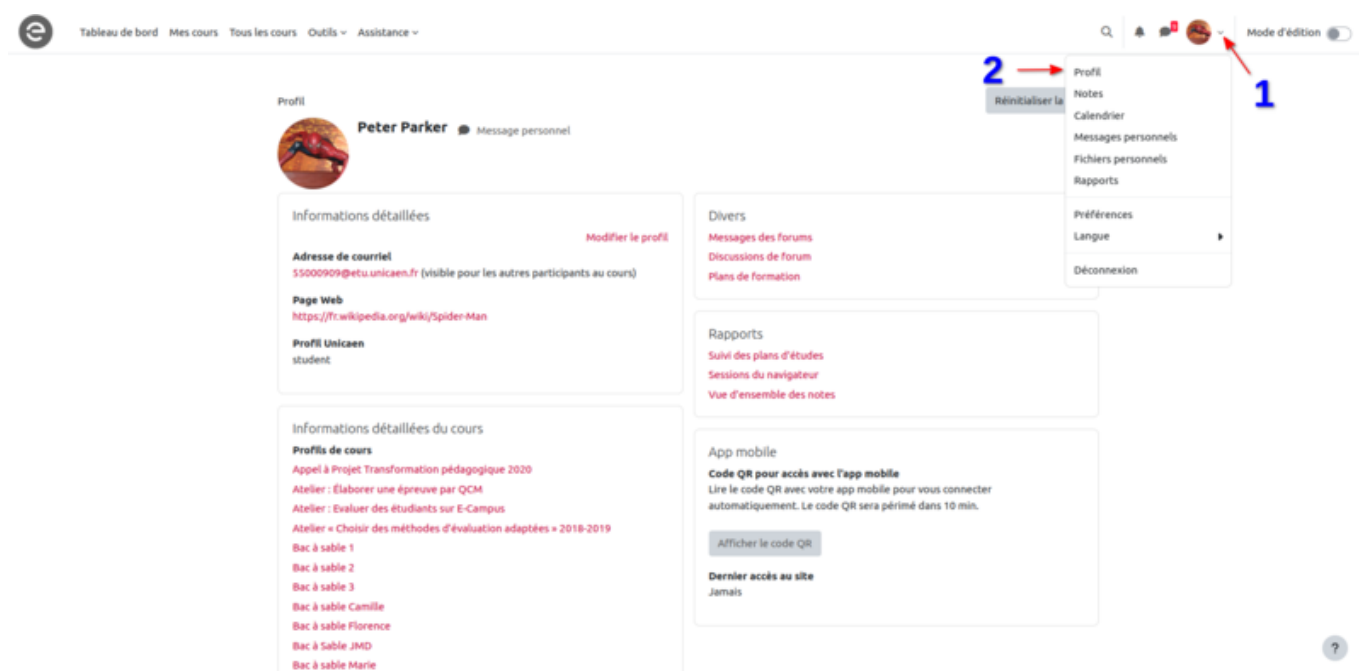 Tableau de bord Mes cours Tous les cours Outils Assistance
Mode d'édition
1
2
Profil
Notes
Calendrier
Messages personnels
Fichiers personnels
Rapports
Préférences
Langue
Déconnexion
Profil
Réinitialiser la
Peter Parker Message personnel
Informations détaillées
Modifier le profil
Adresse de courriel
55000909@etu.unicaen.fr (visible pour les autres participants au cours)
Page Web
https://fr.wikipedia.org/wiki/Spider-Man
Profil Unicaen
student
Informations détaillées du cours
Profils de cours
Appel à Projet Transformation pédagogique 2020
Atelier : Élaborer une épreuve par QCM
Atelier : Evaluer des étudiants sur E-Campus
Atelier « Choisir des méthodes d'évaluation adaptées » 2018-2019
Bac à sable 1
Bac à sable 2
Bac à sable 3
Bac à sable Camille
Bac à sable Florence
Bac à Sable JMD
Bac à sable Marie
Divers
Messages des forums
Discussions de forum
Plans de formation
Rapports
Suivi des plans d'études
Sessions du navigateur
Vue d'ensemble des notes
App mobile
Code QR pour accès avec l'app mobile
Lire le code QR avec votre app mobile pour vous connecter
automatiquement. Le code QR sera périmé dans 10 min.
Afficher le code QR
Dernier accès au site
Jamais
?